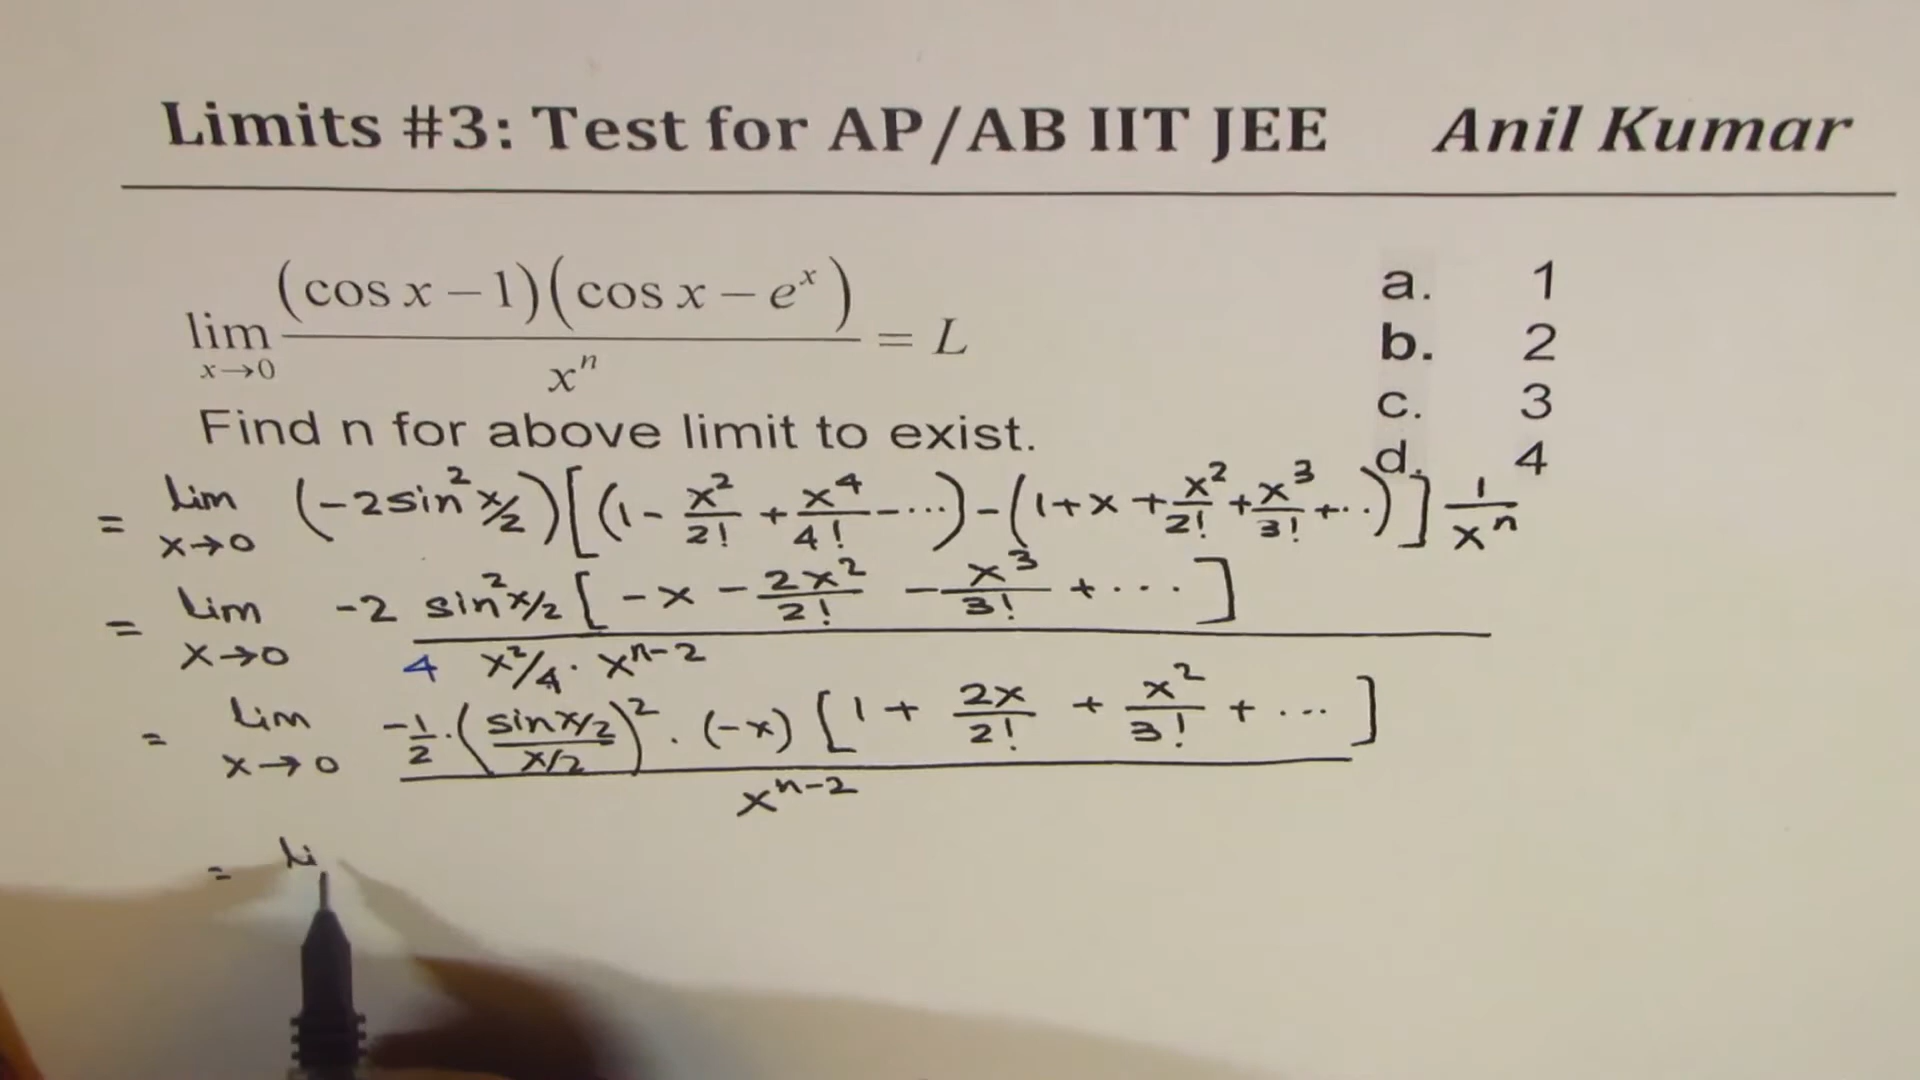 Limits #3: Test for AP/AB IIT JEE Anil Kumar
lim x→0 (cos x − 1)(cos x − e^x) / x^n = L
Find n for above limit to exist.
a. 1
b. 2
c. 3
d. 4
= lim x→0 (-2sin² x/2)[(1 - x²/2! + x⁴/4! - ...) - (1 + x + x²/2! + x³/3! + ..)] 1/x^n
= lim x→0 -2 sin² x/2 [-x - 2x²/2! - x³/3! + ...] / 4 x²/4 · x^(n-2)
= lim x→0 -1/2 · (sin x/2 / x/2)² · (-x) [1 + 2x/2! + x²/3! + ...] / x^(n-2)
= li